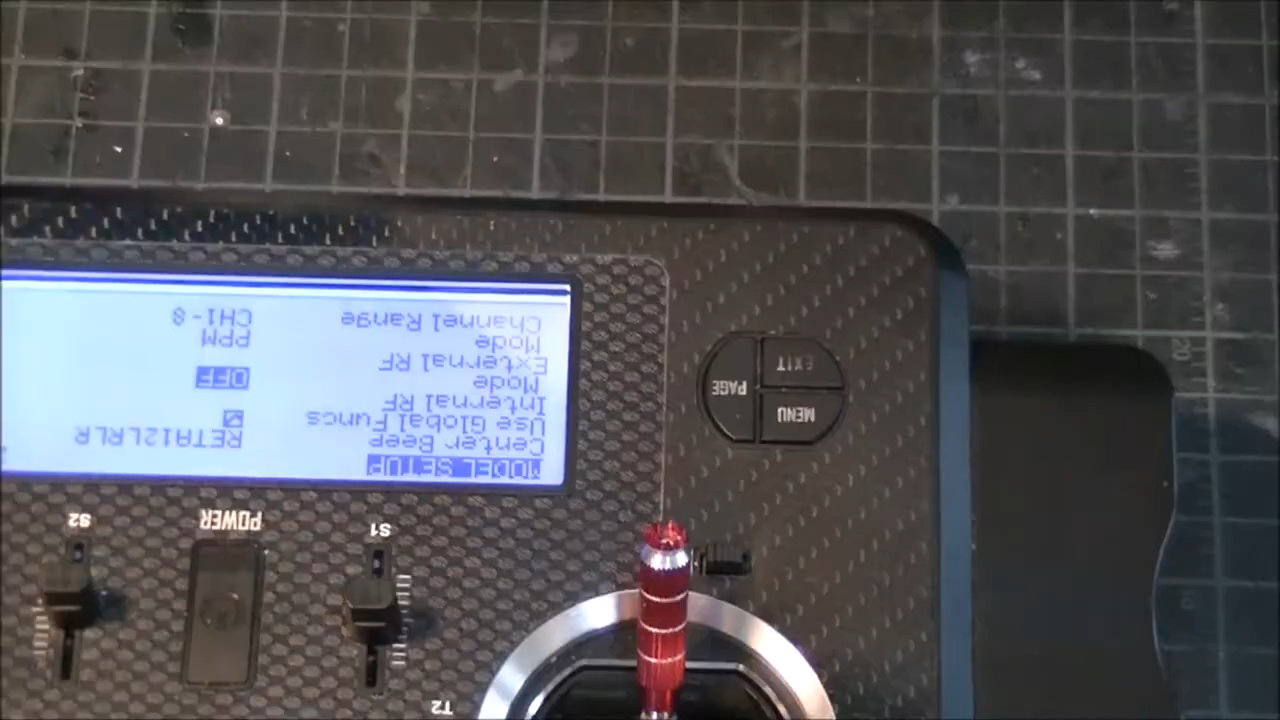 T2
S1
POWER
S2
MODEL SETUP
Center Beep RETA12LRLR
Use Global Funcs
Internal RF
Mode OFF
External RF
Mode PPM
Channel Range CH1-8
MENU
PAGE
EXIT
20